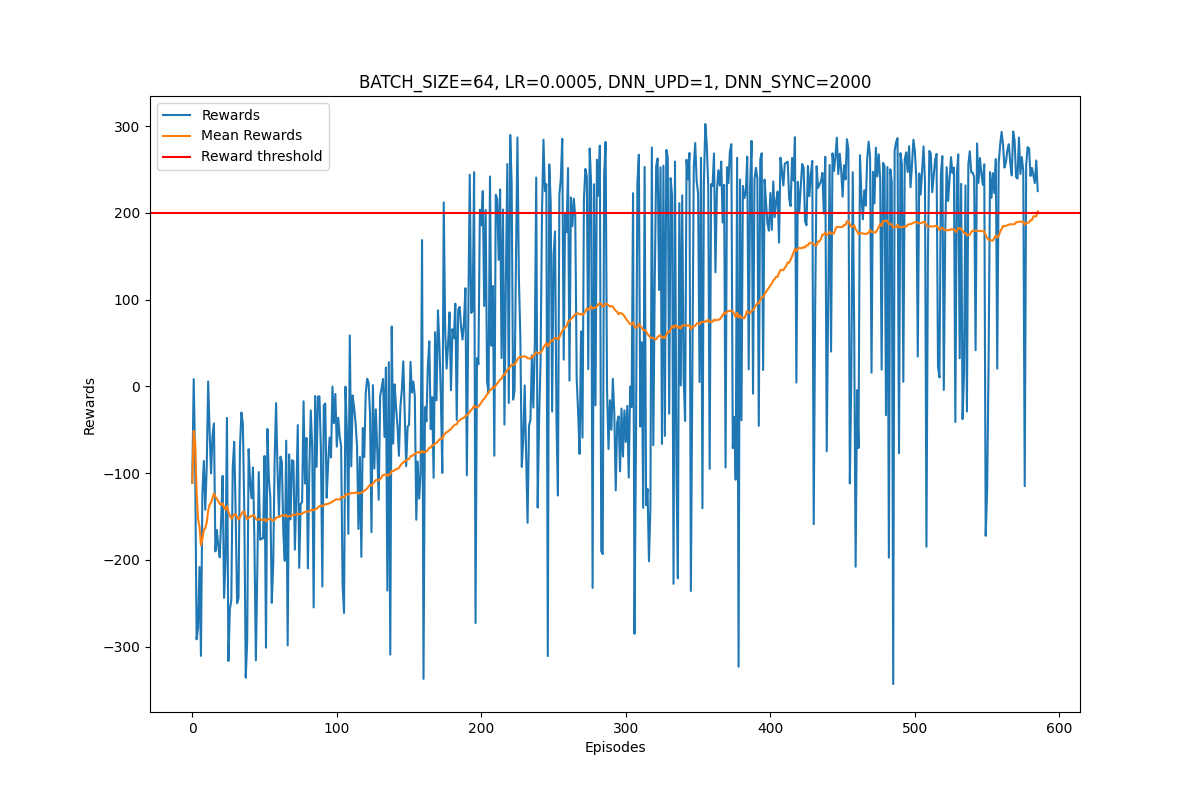 BATCH_SIZE=64, LR=0.0005, DNN_UPD=1, DNN_SYNC=2000
Rewards
Mean Rewards
Reward threshold
300
200
100
0
−100
−200
−300
Rewards
0 100 200 300 400 500 600
Episodes